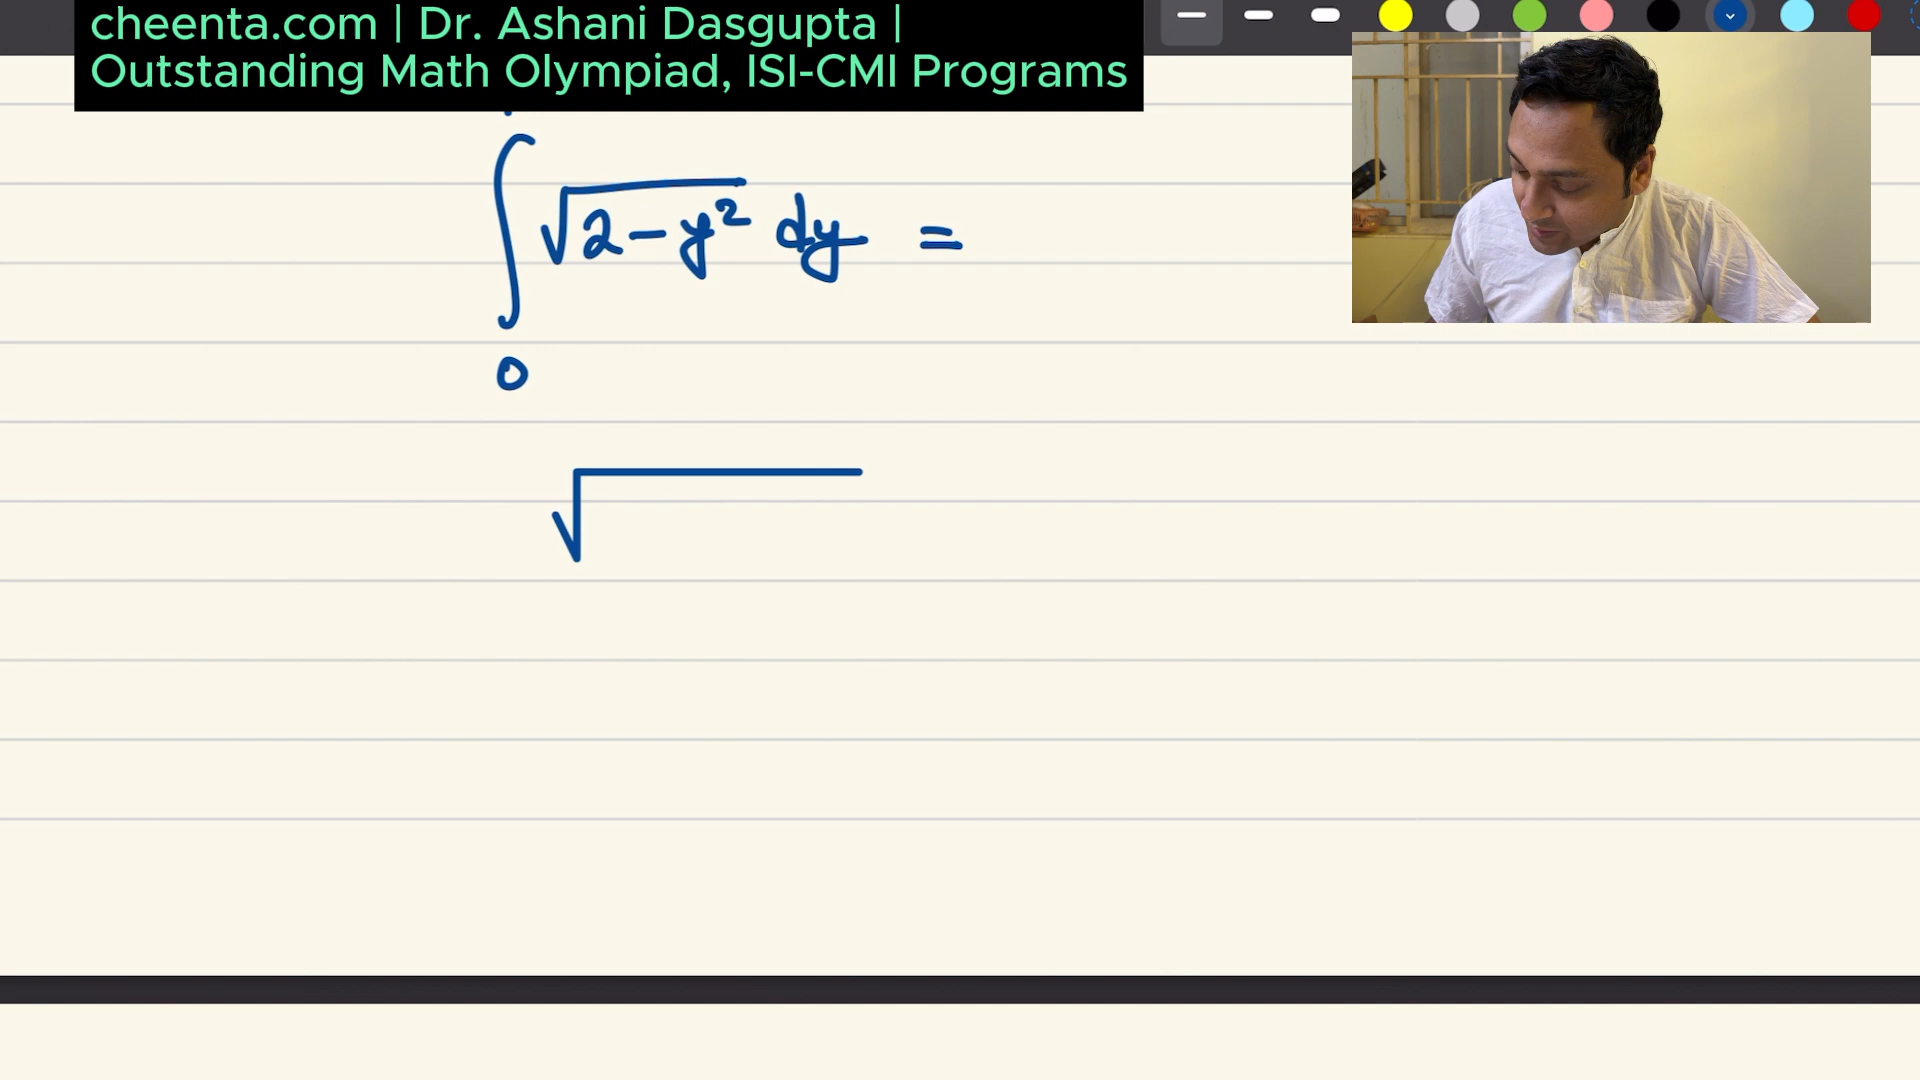 cheenta.com | Dr. Ashani Dasgupta |
Outstanding Math Olympiad, ISI-CMI Programs
∫ √2-y² dy =
0
√